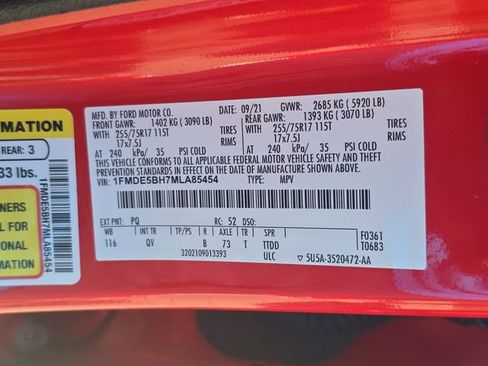 RMATION
REAR: 3
33 lbs.
NERS
L FOR
ONAL
MATION
1FMDE5BH7MLA85454
MFD. BY FORD MOTOR CO. 09/21 GVWR: 2685 KG ( 5920 LB)
FRONT GAWR: 1402 KG ( 3090 LB) REAR GAWR: 1393 KG ( 3070 LB)
WITH 255/75R17 115T TIRES WITH 255/75R17 115T TIRES
17x7.5J RIMS 17x7.5J RIMS
AT 240 kPa/ 35 PSI COLD AT 240 kPa/ 35 PSI COLD
THIS VEHICLE CONFORMS TO ALL APPLICABLE FEDERAL MOTOR VEHICLE SAFETY AND THEFT PREVENTION STANDARDS IN EFFECT ON THE DATE OF MANUFACTURE SHOWN ABOVE.
VIN: 1FMDE5BH7MLA85454 TYPE: MPV
EXT PNT: PQ RC: 52 DSO:
WB INT TR TP/PS R AXLE TR SPR F0361
116 QV B 73 T TTDD T0683
3202109013393 ULC ▽ 5U5A-3520472-AA